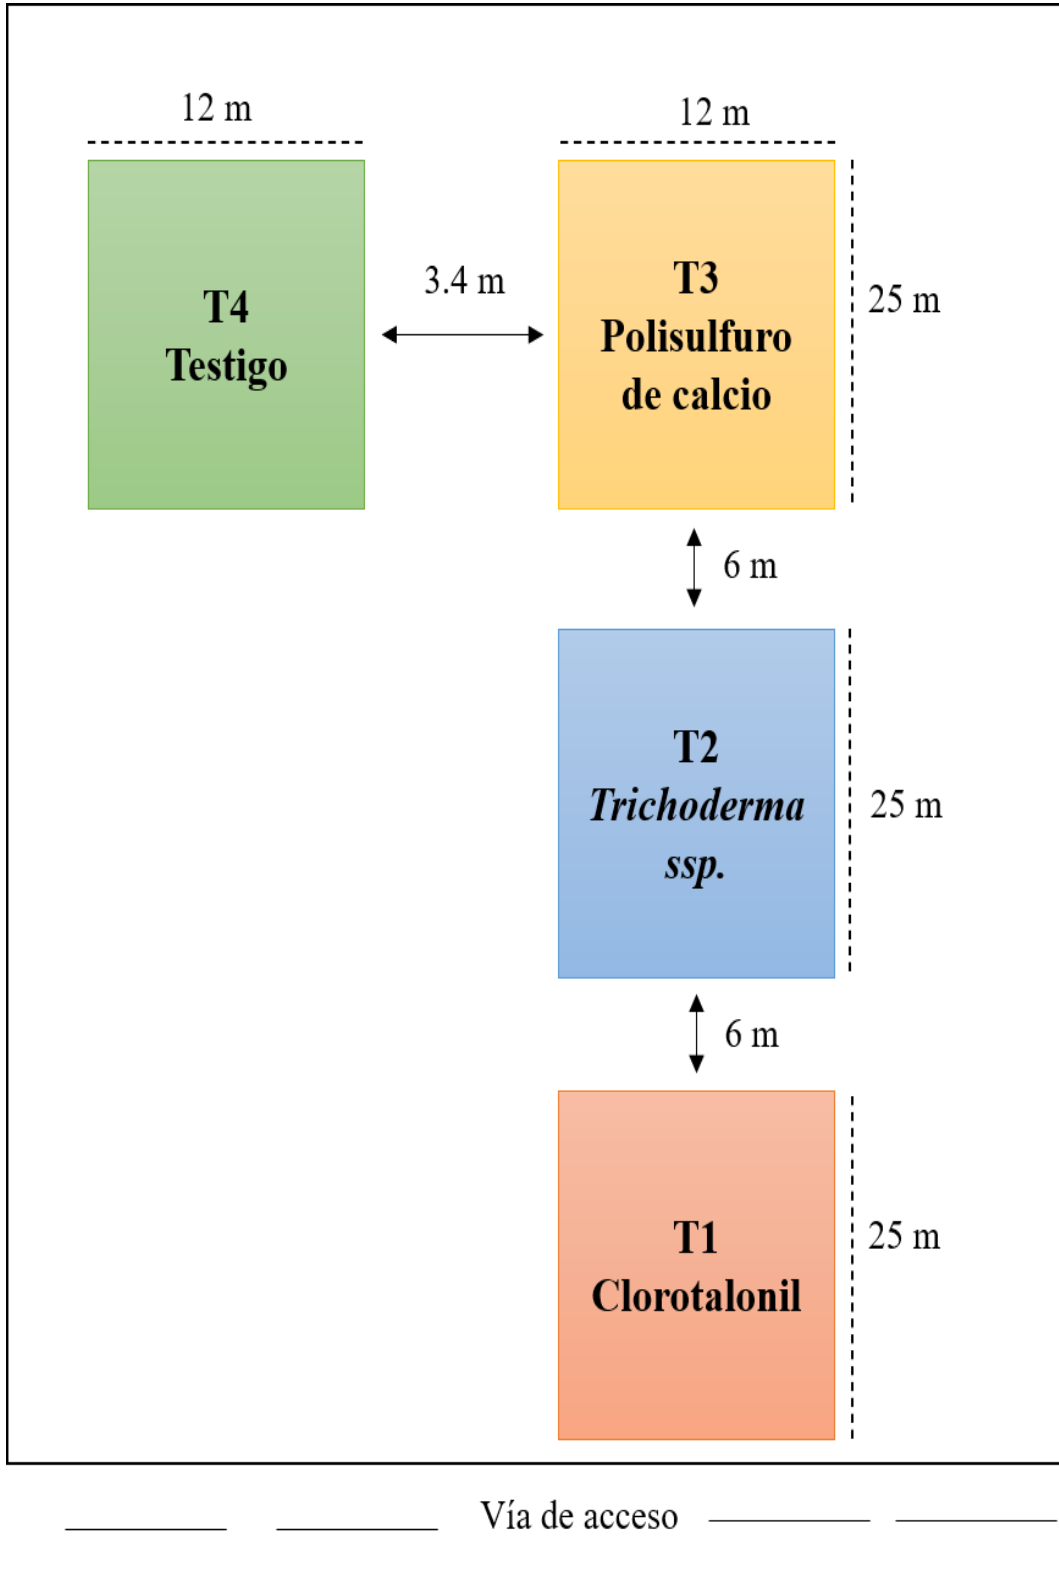 12 m
12 m
T4
Testigo
3.4 m
T3
Polisulfuro
de calcio
25 m
6 m
T2
Trichoderma
ssp.
25 m
6 m
T1
Clorotalonil
25 m
Vía de acceso